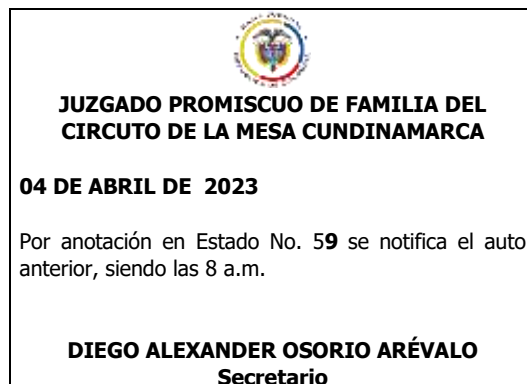 JUZGADO PROMISCUO DE FAMILIA DEL
CIRCUTO DE LA MESA CUNDINAMARCA
04 DE ABRIL DE 2023
Por anotación en Estado No. 59 se notifica el auto
anterior, siendo las 8 a.m.
DIEGO ALEXANDER OSORIO ARÉVALO
Secretario